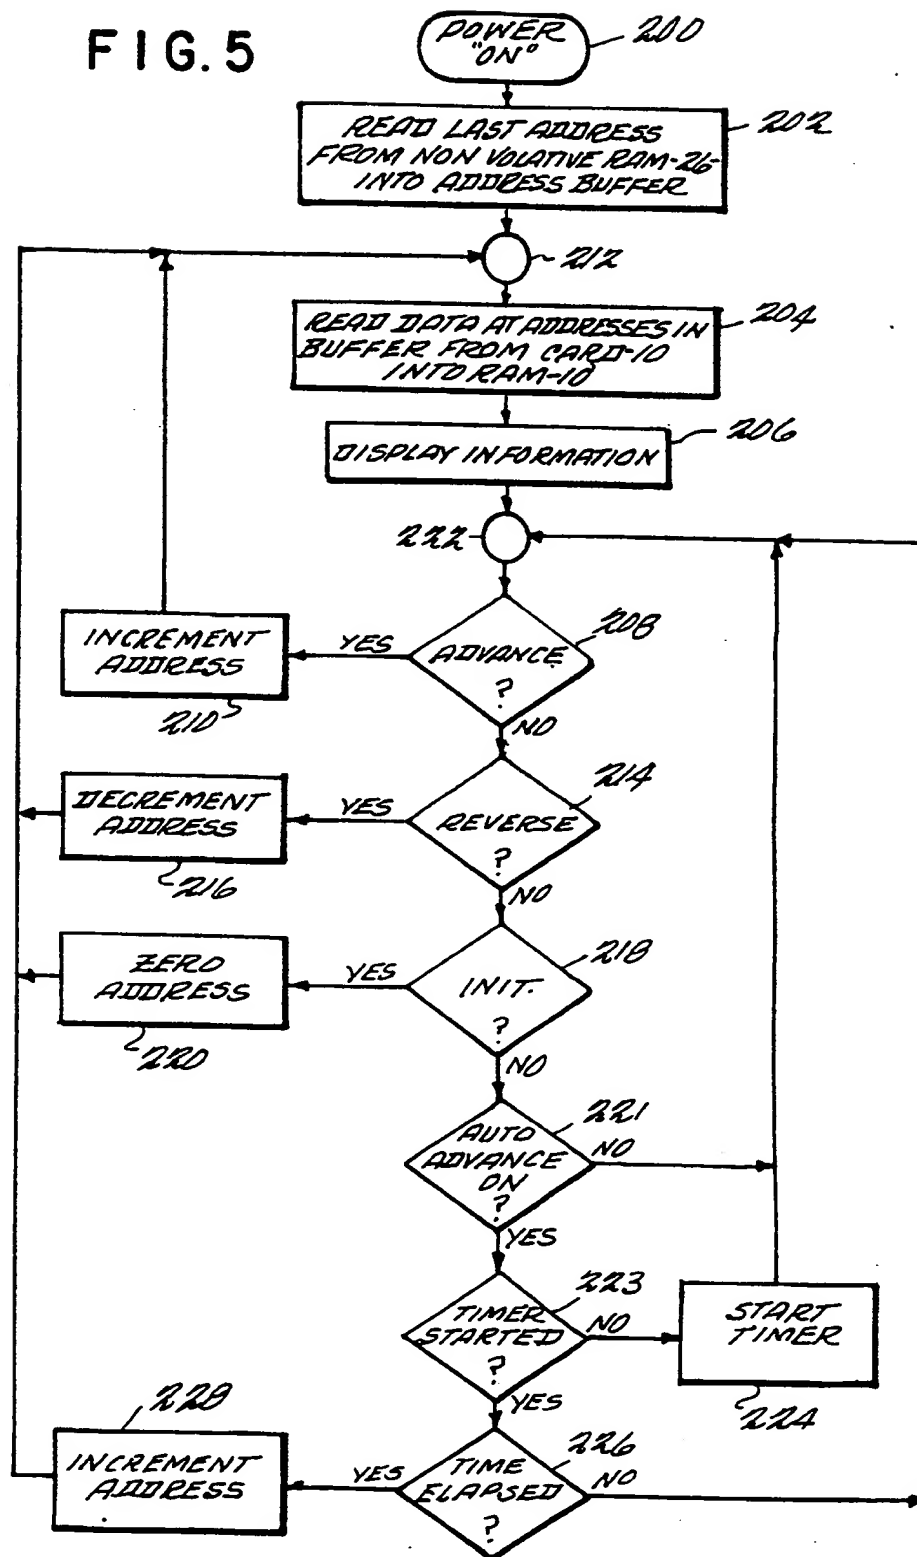 FIG. 5
POWER
"ON"
200
READ LAST ADDRESS
FROM NON VOLATIVE RAM-26
INTO ADDRESS BUFFER
202
212
READ DATA AT ADDRESSES IN
BUFFER FROM CARD-10
INTO RAM-10
204
DISPLAY INFORMATION
206
222
ADVANCE
?
208
YES
INCREMENT
ADDRESS
210
NO
REVERSE
?
214
YES
DECREMENT
ADDRESS
216
NO
INIT.
?
218
YES
ZERO
ADDRESS
220
NO
AUTO
ADVANCE
ON
?
221
NO
YES
TIMER
STARTED
?
223
NO
START
TIMER
224
YES
TIME
ELAPSED
?
226
NO
YES
INCREMENT
ADDRESS
228